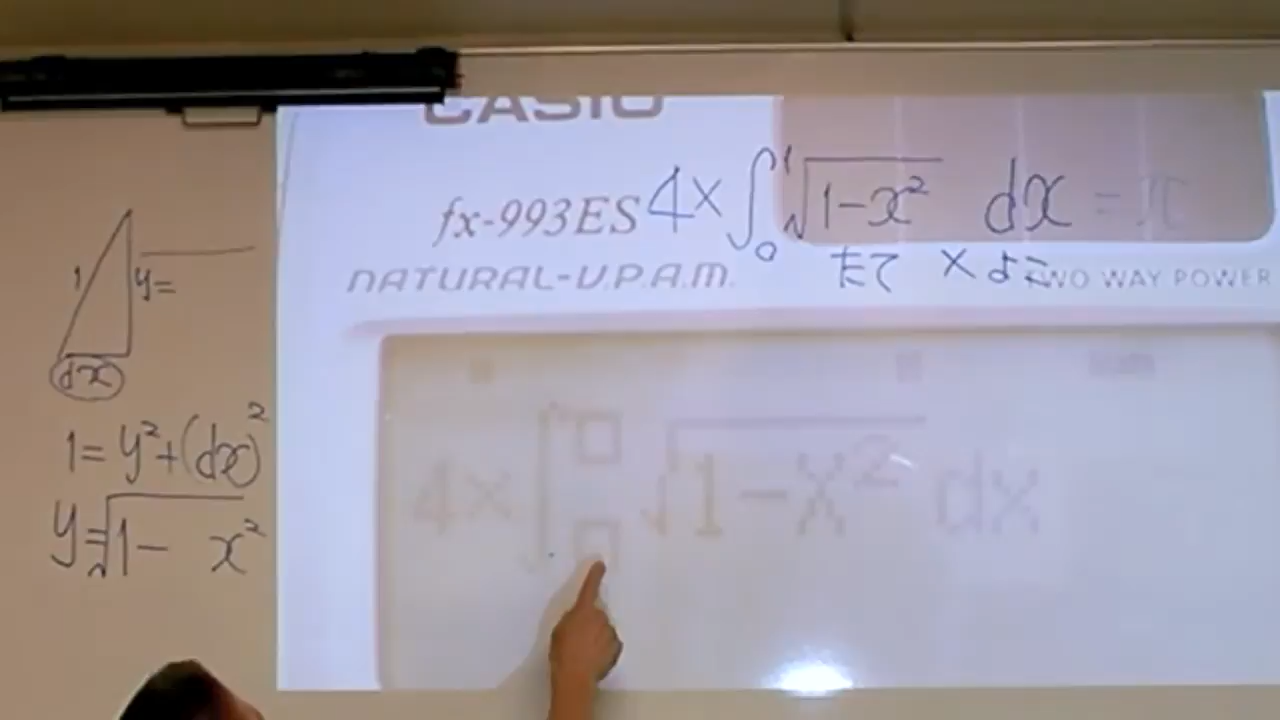 CASIO
fx-993ES
4×∫₀¹√(1-x²) dx = π
たて × よこ
NATURAL-V.P.A.M.
TWO WAY POWER
4×∫□□√(1-X²) dx
1
y=
dx
1=y²+(dx)²
y=√(1- x²)